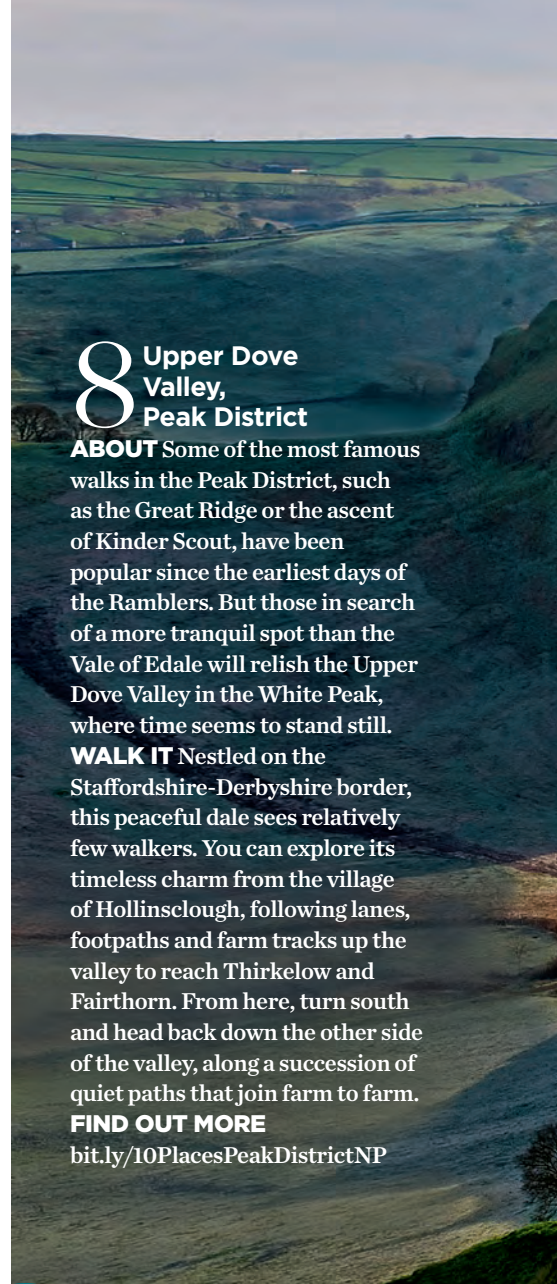 8 Upper Dove
Valley,
Peak District
ABOUT Some of the most famous
walks in the Peak District, such
as the Great Ridge or the ascent
of Kinder Scout, have been
popular since the earliest days of
the Ramblers. But those in search
of a more tranquil spot than the
Vale of Edale will relish the Upper
Dove Valley in the White Peak,
where time seems to stand still.
WALK IT Nestled on the
Staffordshire-Derbyshire border,
this peaceful dale sees relatively
few walkers. You can explore its
timeless charm from the village
of Hollinsclough, following lanes,
footpaths and farm tracks up the
valley to reach Thirkelow and
Fairthorn. From here, turn south
and head back down the other side
of the valley, along a succession of
quiet paths that join farm to farm.
FIND OUT MORE
bit.ly/10PlacesPeakDistrictNP